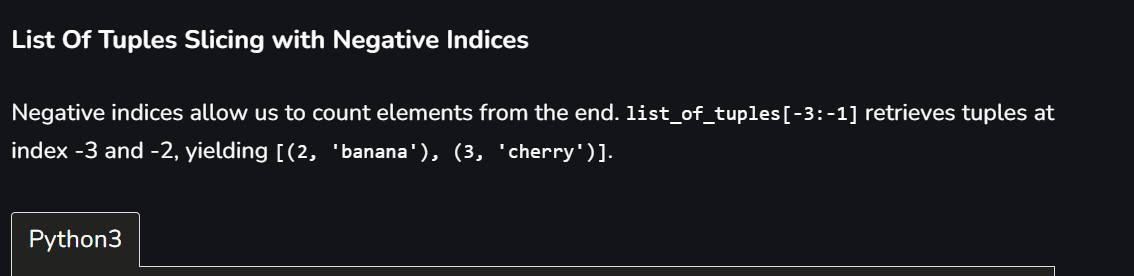 List Of Tuples Slicing with Negative Indices
Negative indices allow us to count elements from the end. list_of_tuples[-3:-1] retrieves tuples at
index -3 and -2, yielding [(2, 'banana'), (3, 'cherry')].
Python3